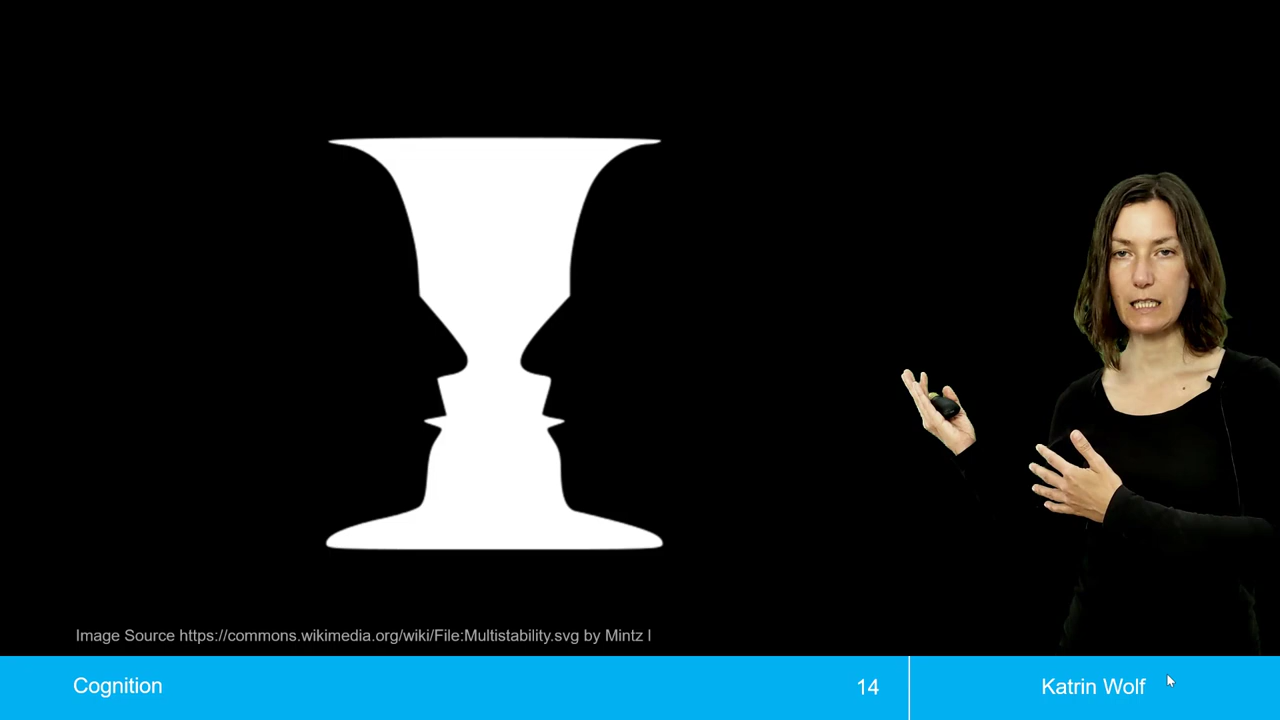 Image Source https://commons.wikimedia.org/wiki/File:Multistability.svg by Mintz l
Cognition
14
Katrin Wolf